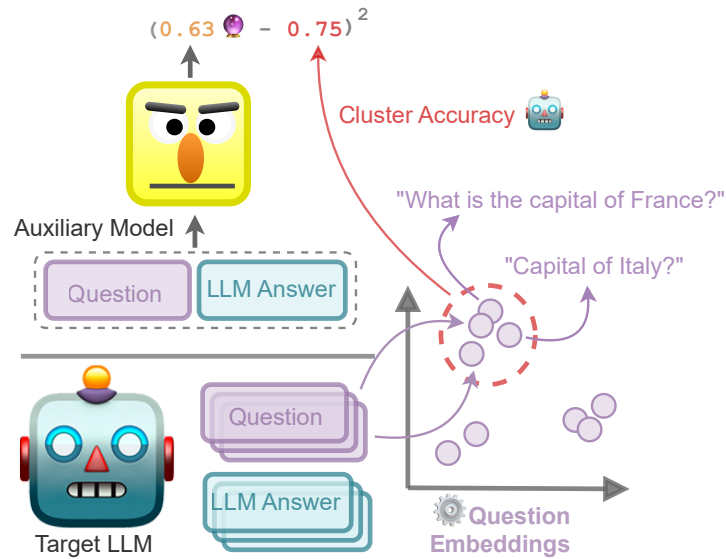 (0.63 - 0.75)²
Cluster Accuracy
"What is the capital of France?"
Auxiliary Model
"Capital of Italy?"
Question
LLM Answer
Question
LLM Answer
Target LLM
Question
Embeddings